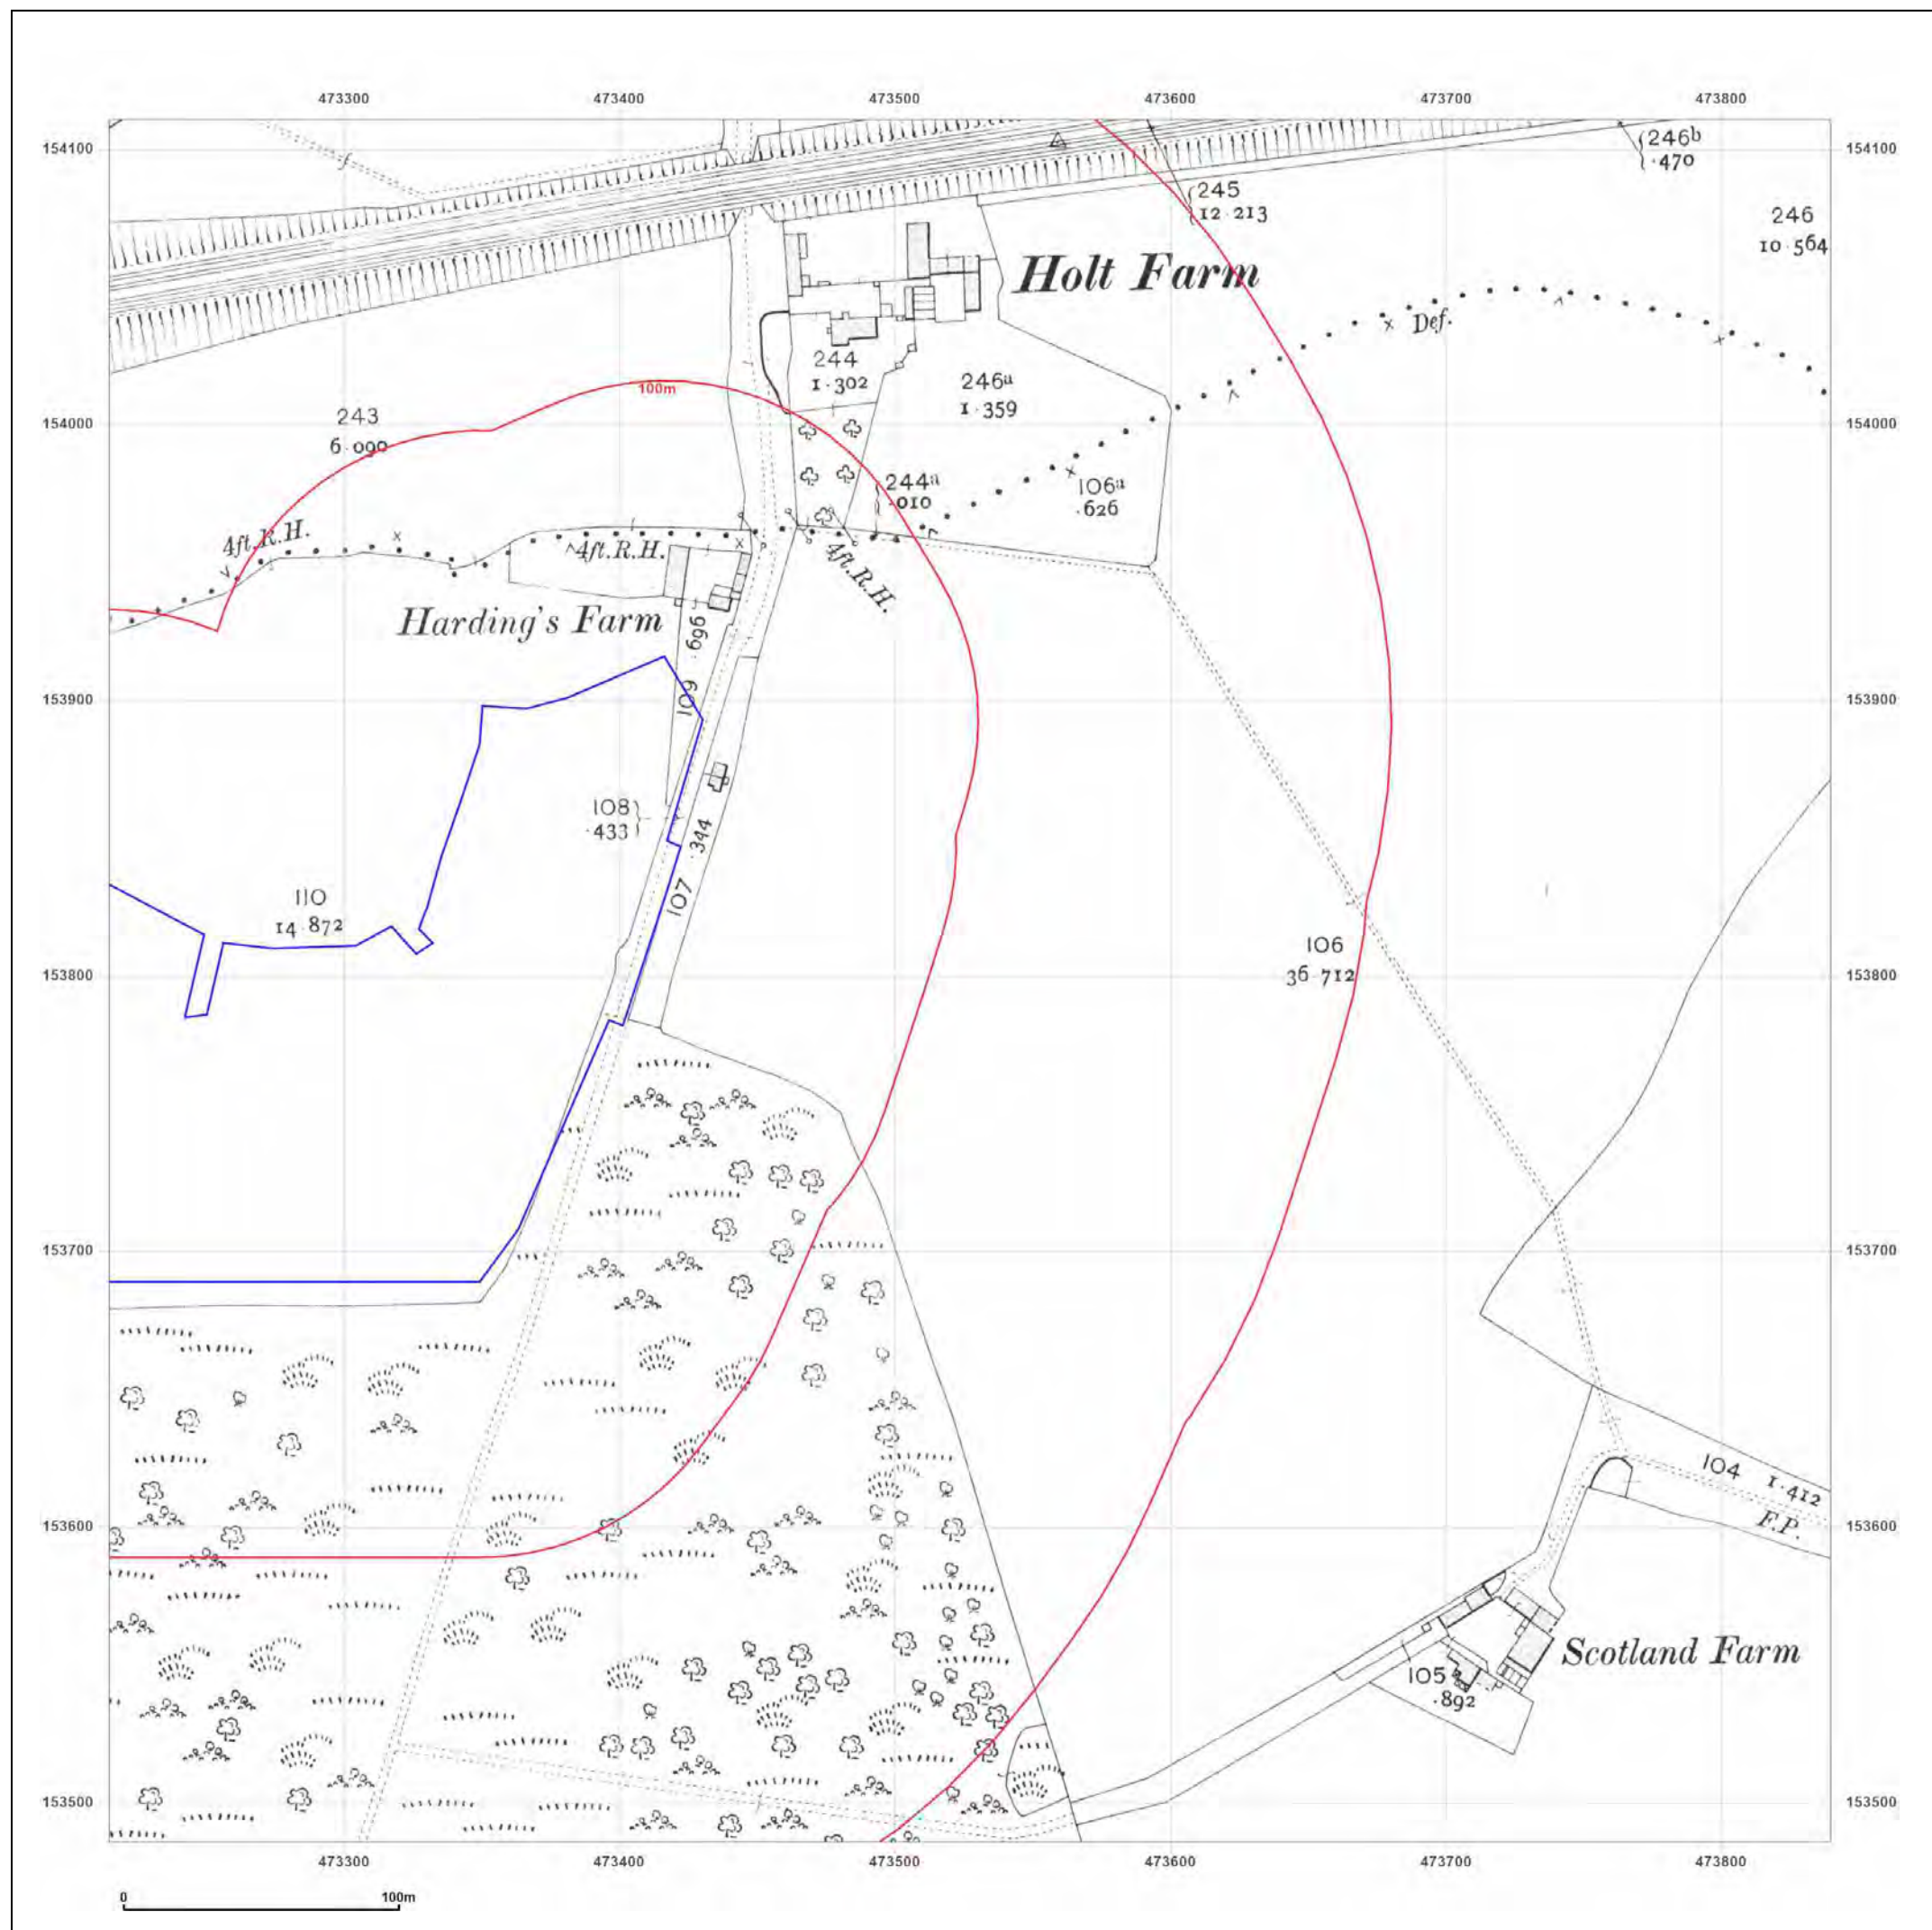 473300 473400 473500 473600 473700 473800
154100 154100
246b
·470
245
12·213
246
10·564
Holt Farm
Def.
244
1·302
246a
1·359
100m
243
6·090
154000 154000
244a
·010
106a
·626
4ft.R.H.
4ft.R.H.
4ft.R.H.
Harding's Farm
109 ·696
153900 153900
108
·433
107 ·344
110
14·872
106
36·712
153800 153800
153700 153700
104 1·412
F.P.
153600 153600
Scotland Farm
105
·892
153500 153500
473300 473400 473500 473600 473700 473800
0 100m